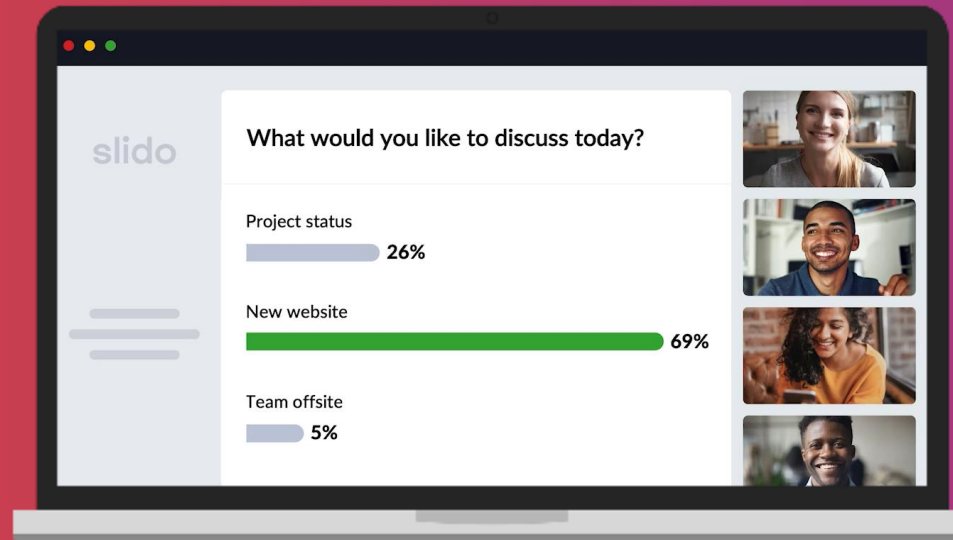 slido
What would you like to discuss today?
Project status
26%
New website
69%
Team offsite
5%